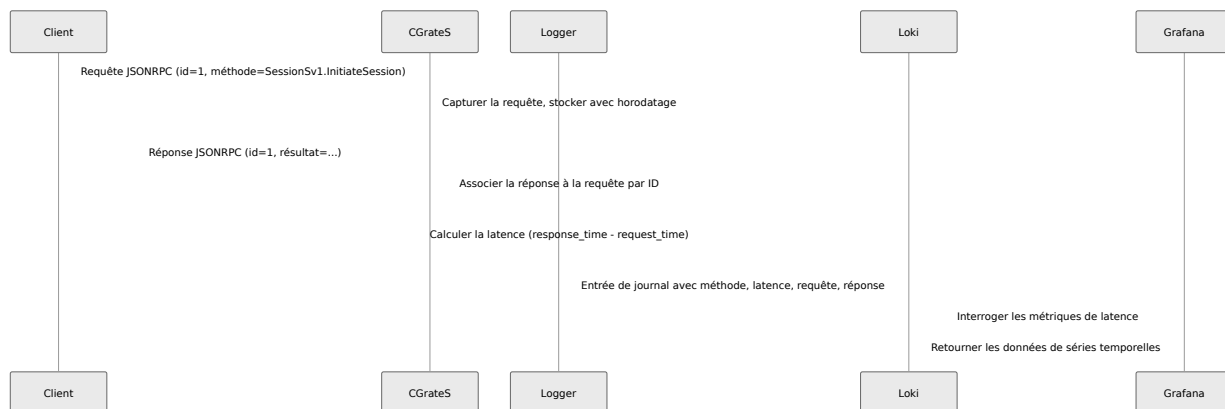 Client
CGrateS
Logger
Loki
Grafana
Requête JSONRPC (id=1, méthode=SessionSv1.InitiateSession)
Capturer la requête, stocker avec horodatage
Réponse JSONRPC (id=1, résultat=...)
Associer la réponse à la requête par ID
Calculer la latence (response_time - request_time)
Entrée de journal avec méthode, latence, requête, réponse
Interroger les métriques de latence
Retourner les données de séries temporelles
Client
CGrateS
Logger
Loki
Grafana